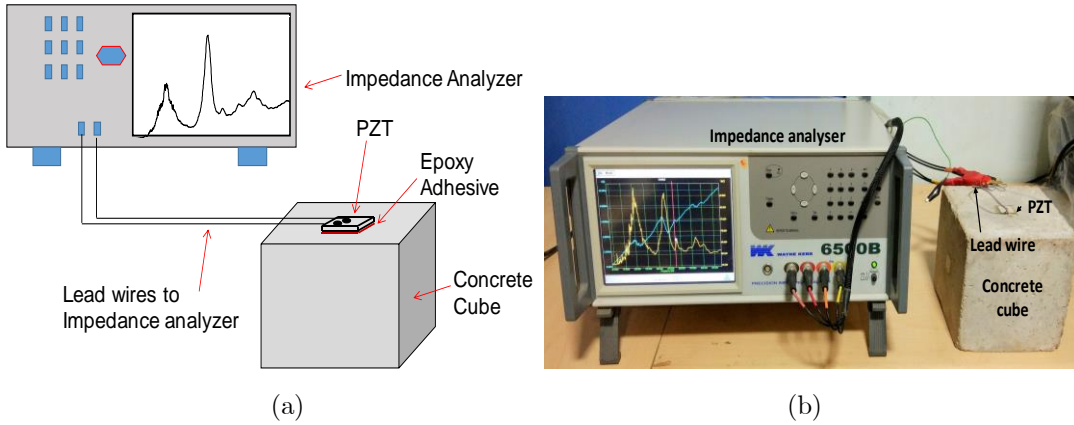 Impedance Analyzer
PZT
Epoxy
Adhesive
Concrete
Cube
Lead wires to
Impedance analyzer
(a)
Impedance analyser
WAYNE KERR
6500B
PZT
Lead wire
Concrete
cube
(b)